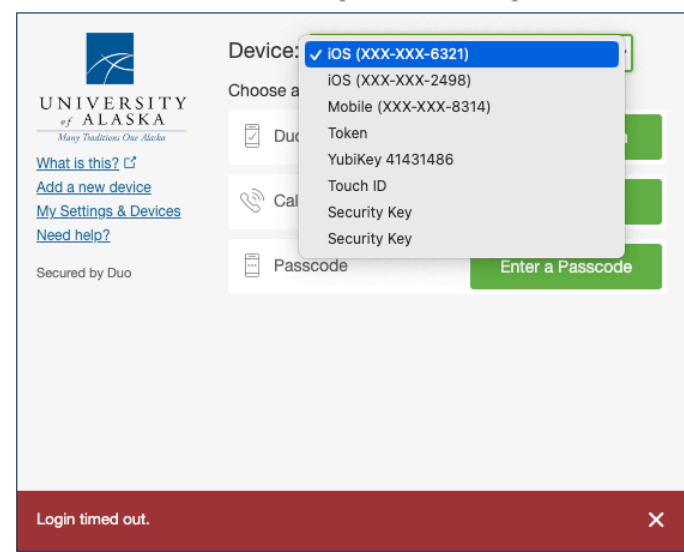 UNIVERSITY
of ALASKA
Many Traditions One Alaska
What is this?
Add a new device
My Settings & Devices
Need help?
Secured by Duo
Device:
✓ iOS (XXX-XXX-6321)
iOS (XXX-XXX-2498)
Mobile (XXX-XXX-8314)
Token
YubiKey 41431486
Touch ID
Security Key
Security Key
Choose a
Duo
Cal
Passcode
Enter a Passcode
Login timed out.